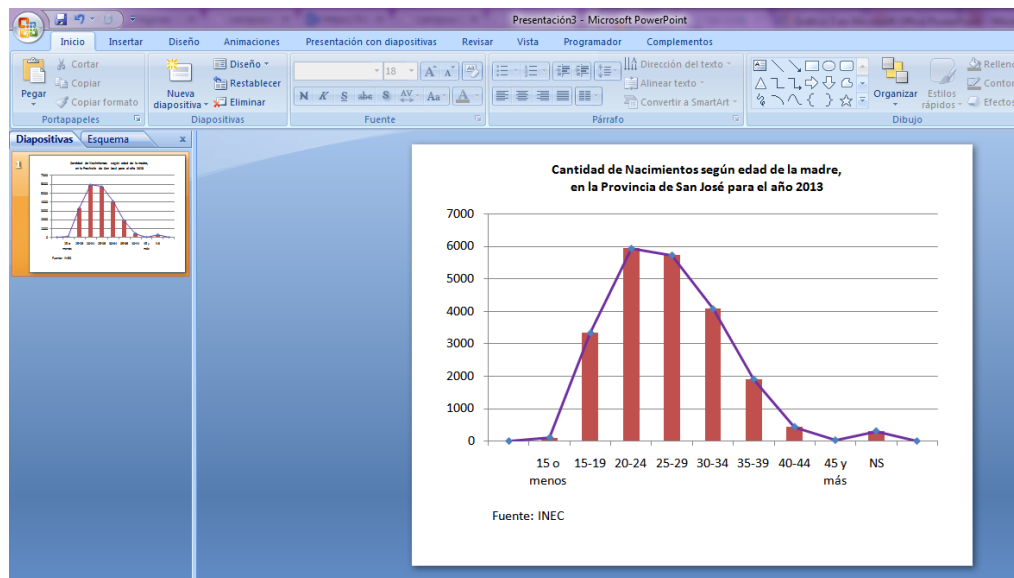 Presentación3 - Microsoft PowerPoint
Inicio Insertar Diseño Animaciones Presentación con diapositivas Revisar Vista Programador Complementos
Pegar
Cortar
Copiar
Copiar formato
Portapapeles
Nueva
diapositiva
Diseño
Restablecer
Eliminar
Diapositivas
18
N K S abc S AV Aa A
Fuente
Dirección del texto
Alinear texto
Convertir a SmartArt
Párrafo
Organizar
Estilos
rápidos
Efectos
Dibujo
Diapositivas Esquema x
1
Cantidad de Nacimientos según edad de la madre,
en la Provincia de San José para el año 2013
7000
6000
5000
4000
3000
2000
1000
0
15 o
menos
15-19 20-24 25-29 30-34 35-39 40-44
45 y
más
NS
Fuente: INEC